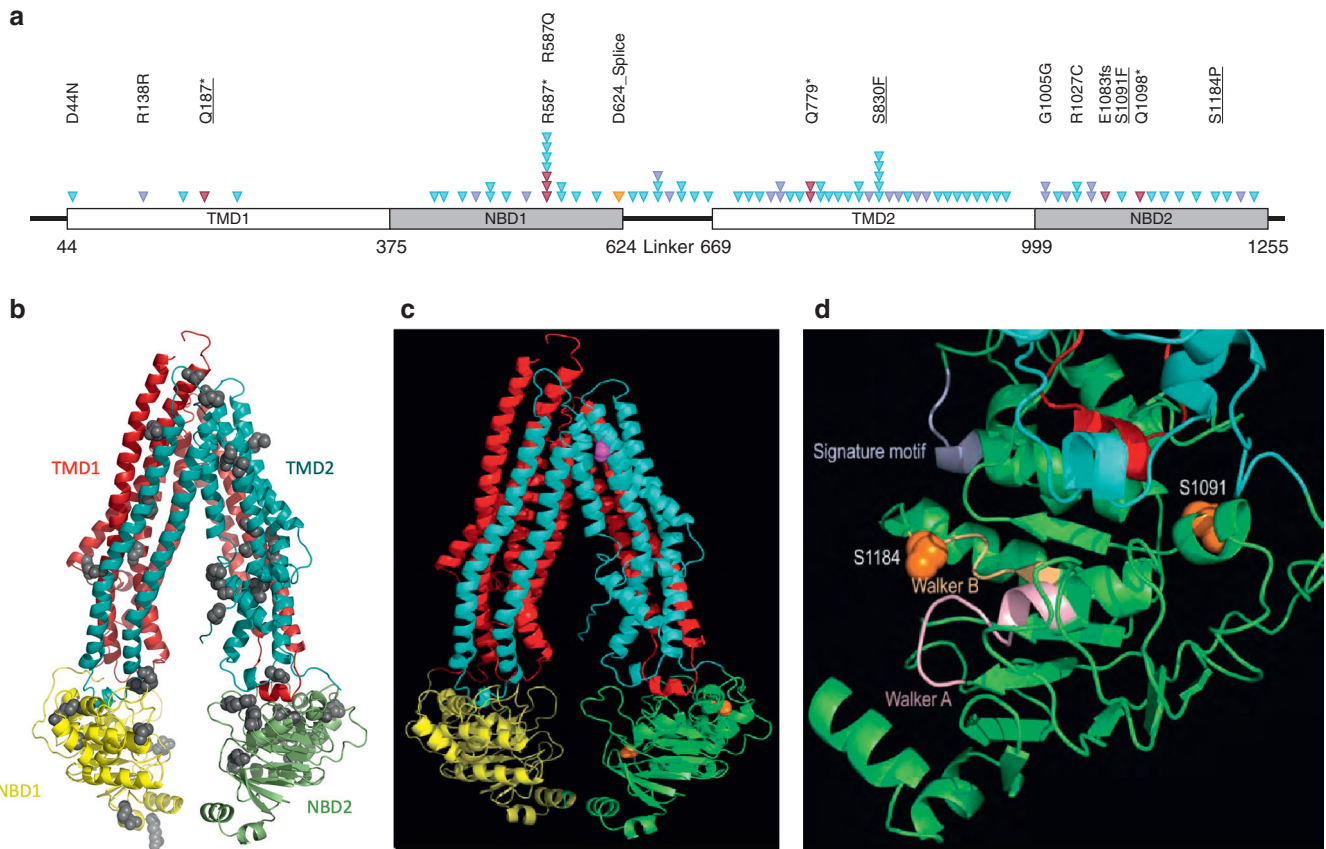 a
D44N
R138R
Q187*
R587*
R587Q
D624_Splice
Q779*
S830F
G1005G
R1027C
E1083fs
S1091F
Q1098*
S1184P
TMD1
NBD1
TMD2
NBD2
44
375
624 Linker 669
999
1255
b
TMD1
TMD2
NBD1
NBD2
c
d
Signature motif
S1091
S1184
Walker B
Walker A